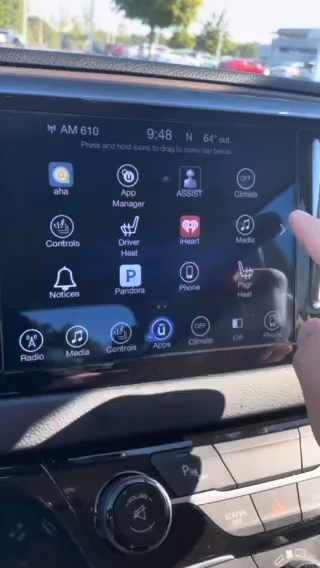 AM 610 9:48 N 64° out.
Press and hold icons to drag to menu bar below.
aha App Manager ASSIST Climate
OFF
Controls Driver Heat iHeart Media
Notices Pandora Phone Psgr Heat
P
Radio Media Controls Apps Climate Off Phone
OFF
VOLUME
P
SCREEN OFF